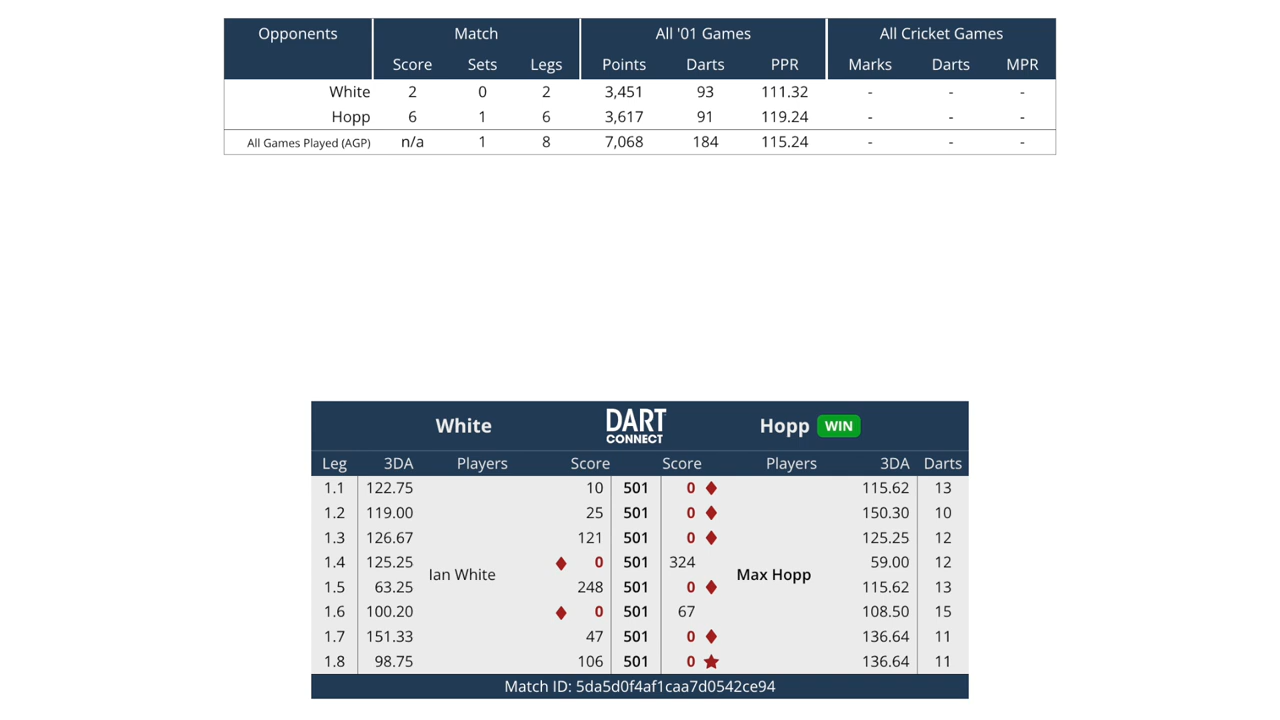 Opponents Match All '01 Games All Cricket Games
Score Sets Legs Points Darts PPR Marks Darts MPR
White 2 0 2 3,451 93 111.32 - - -
Hopp 6 1 6 3,617 91 119.24 - - -
All Games Played (AGP) n/a 1 8 7,068 184 115.24 - - -
White DART CONNECT Hopp WIN
Leg 3DA Players Score Score Players 3DA Darts
1.1 122.75 10 501 0 115.62 13
1.2 119.00 25 501 0 150.30 10
1.3 126.67 121 501 0 125.25 12
1.4 125.25 0 501 324 59.00 12
Ian White Max Hopp
1.5 63.25 248 501 0 115.62 13
1.6 100.20 0 501 67 108.50 15
1.7 151.33 47 501 0 136.64 11
1.8 98.75 106 501 0 136.64 11
Match ID: 5da5d0f4af1caa7d0542ce94